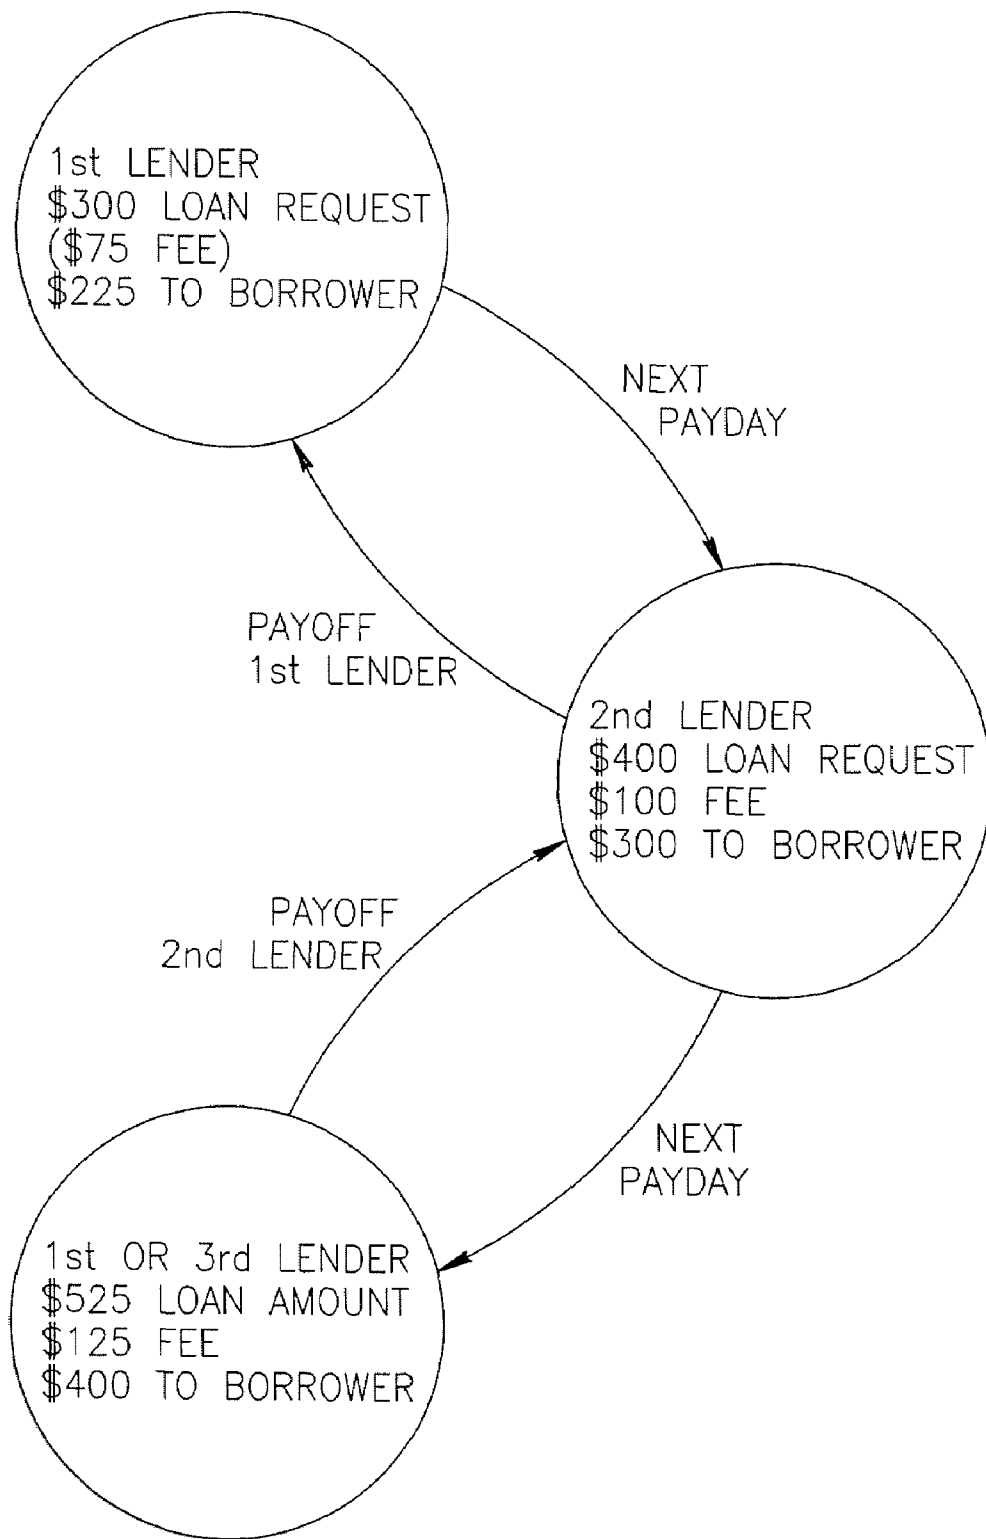 1st LENDER
$300 LOAN REQUEST
($75 FEE)
$225 TO BORROWER
NEXT
PAYDAY
PAYOFF
1st LENDER
2nd LENDER
$400 LOAN REQUEST
$100 FEE
$300 TO BORROWER
PAYOFF
2nd LENDER
NEXT
PAYDAY
1st OR 3rd LENDER
$525 LOAN AMOUNT
$125 FEE
$400 TO BORROWER